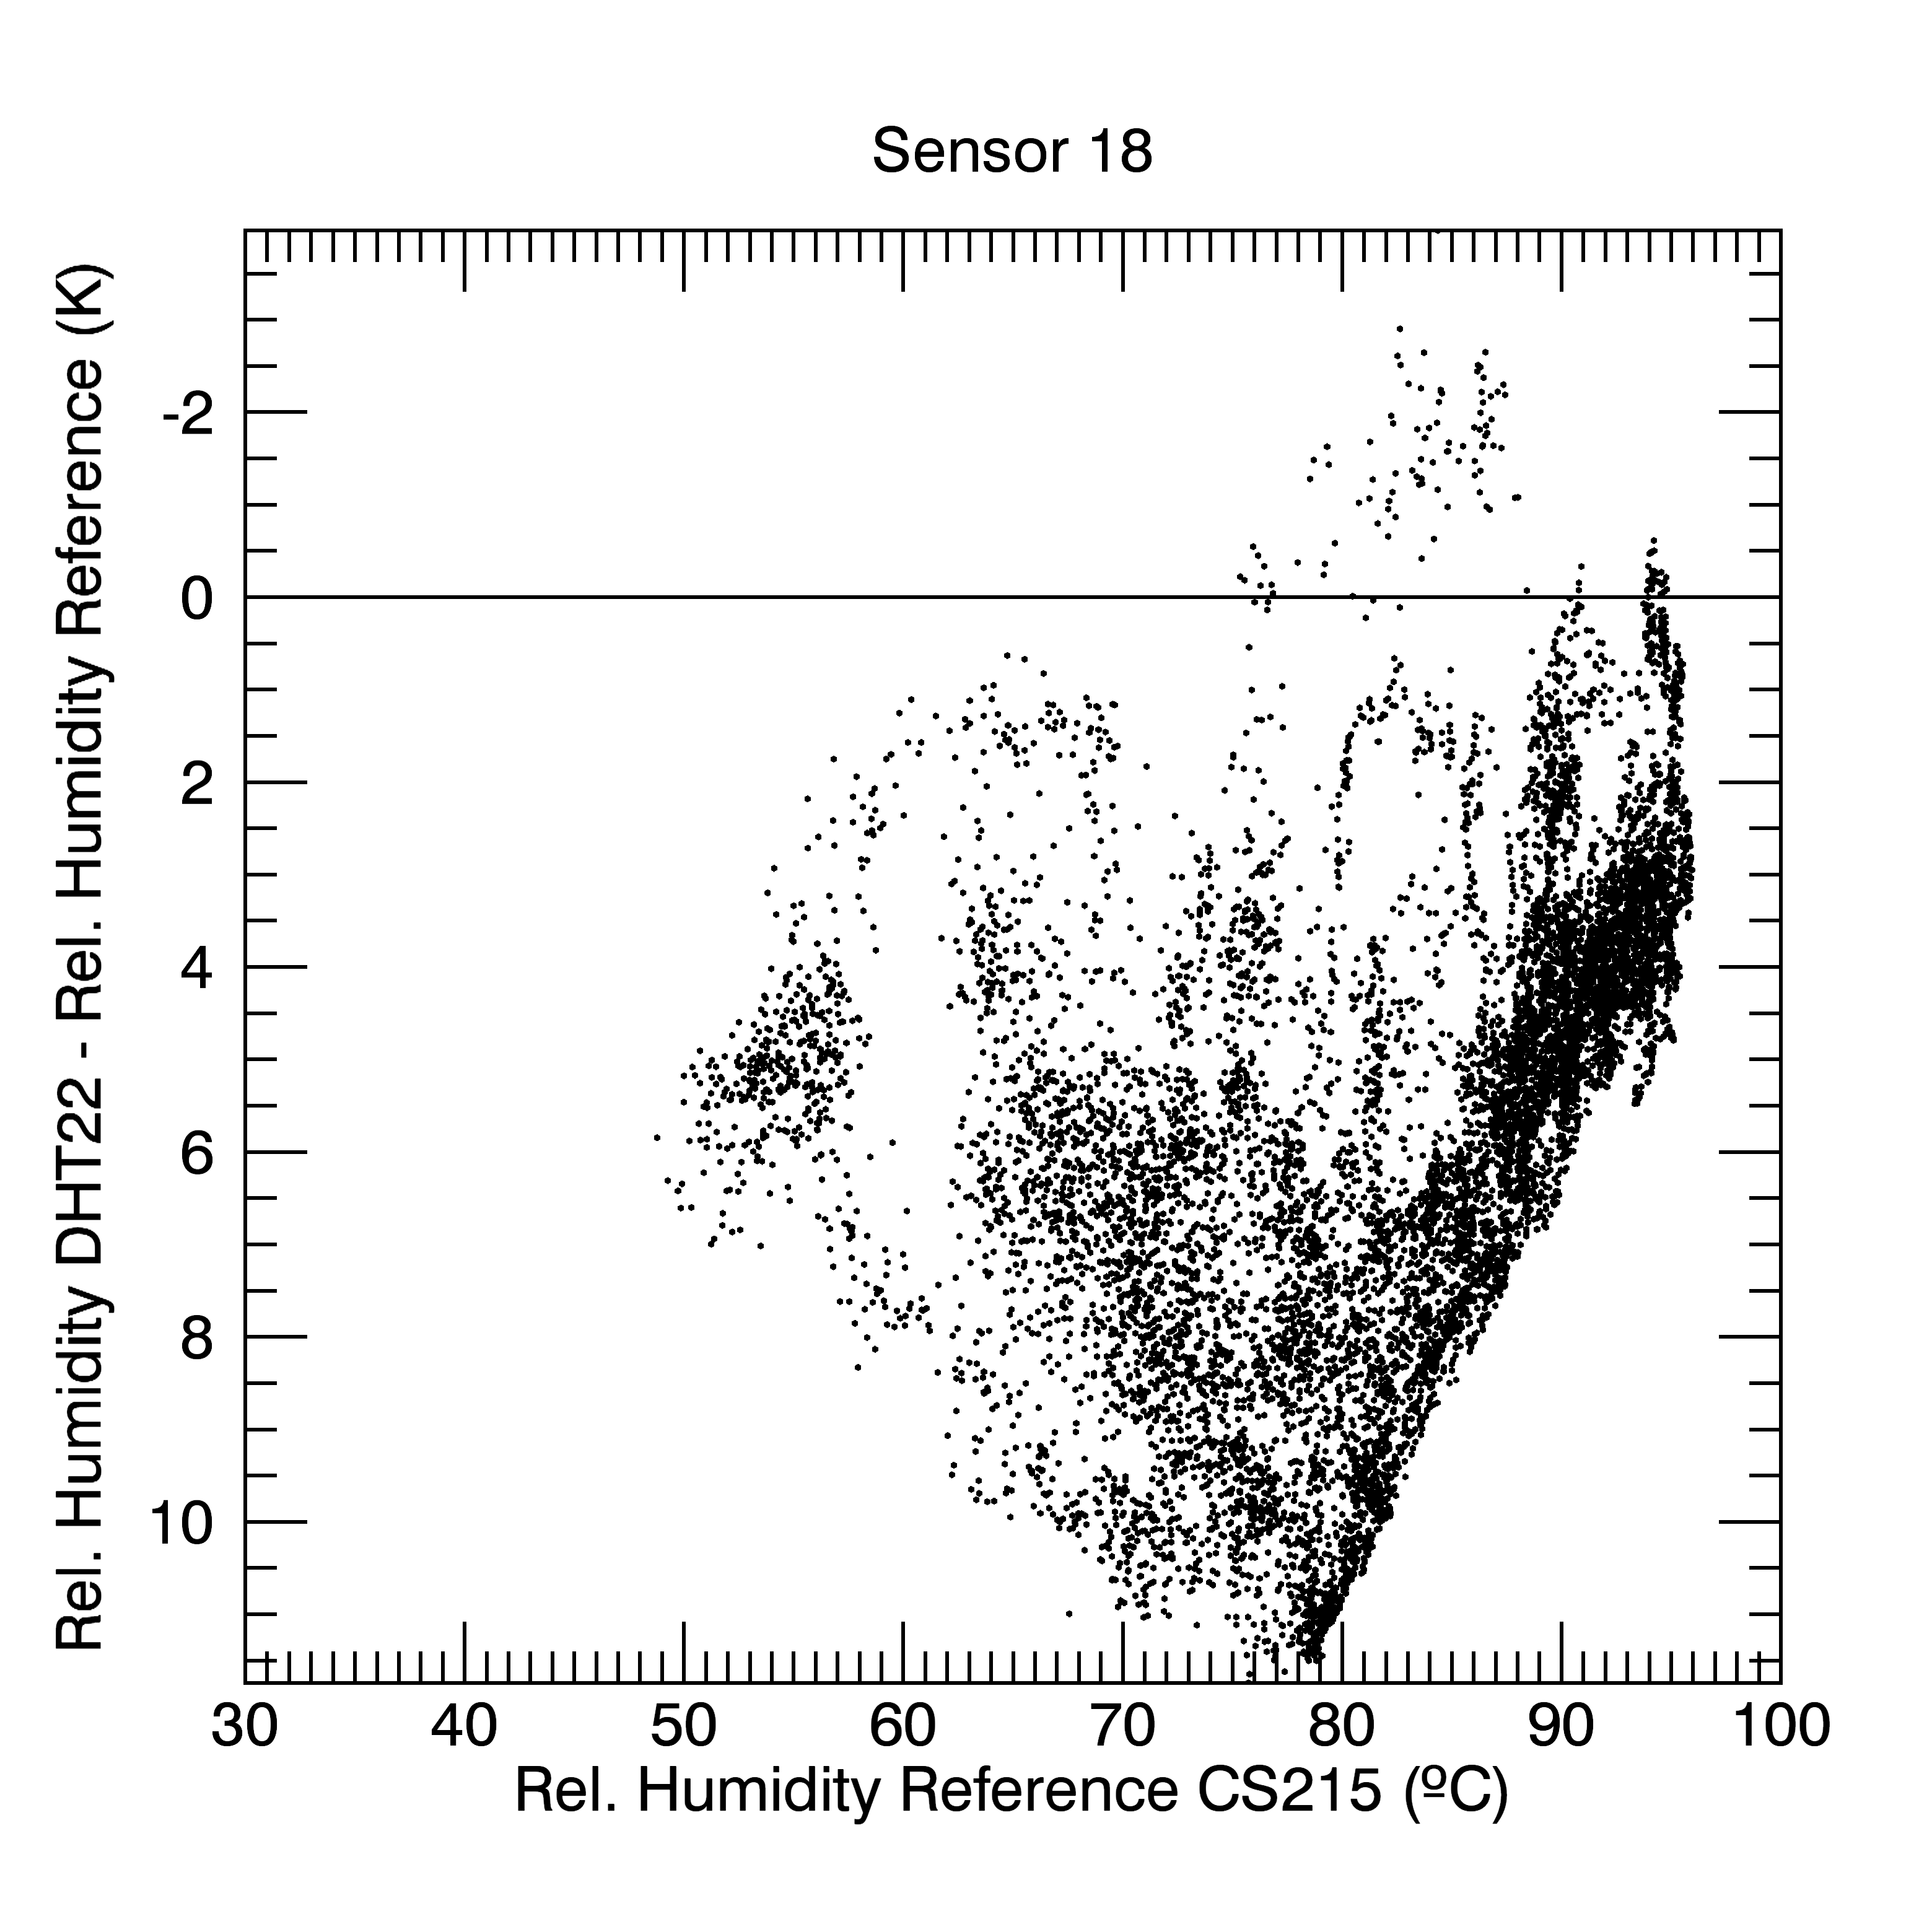 Sensor 18
Rel. Humidity DHT22 - Rel. Humidity Reference (K)
-2
0
2
4
6
8
10
30 40 50 60 70 80 90 100
Rel. Humidity Reference CS215 (ºC)